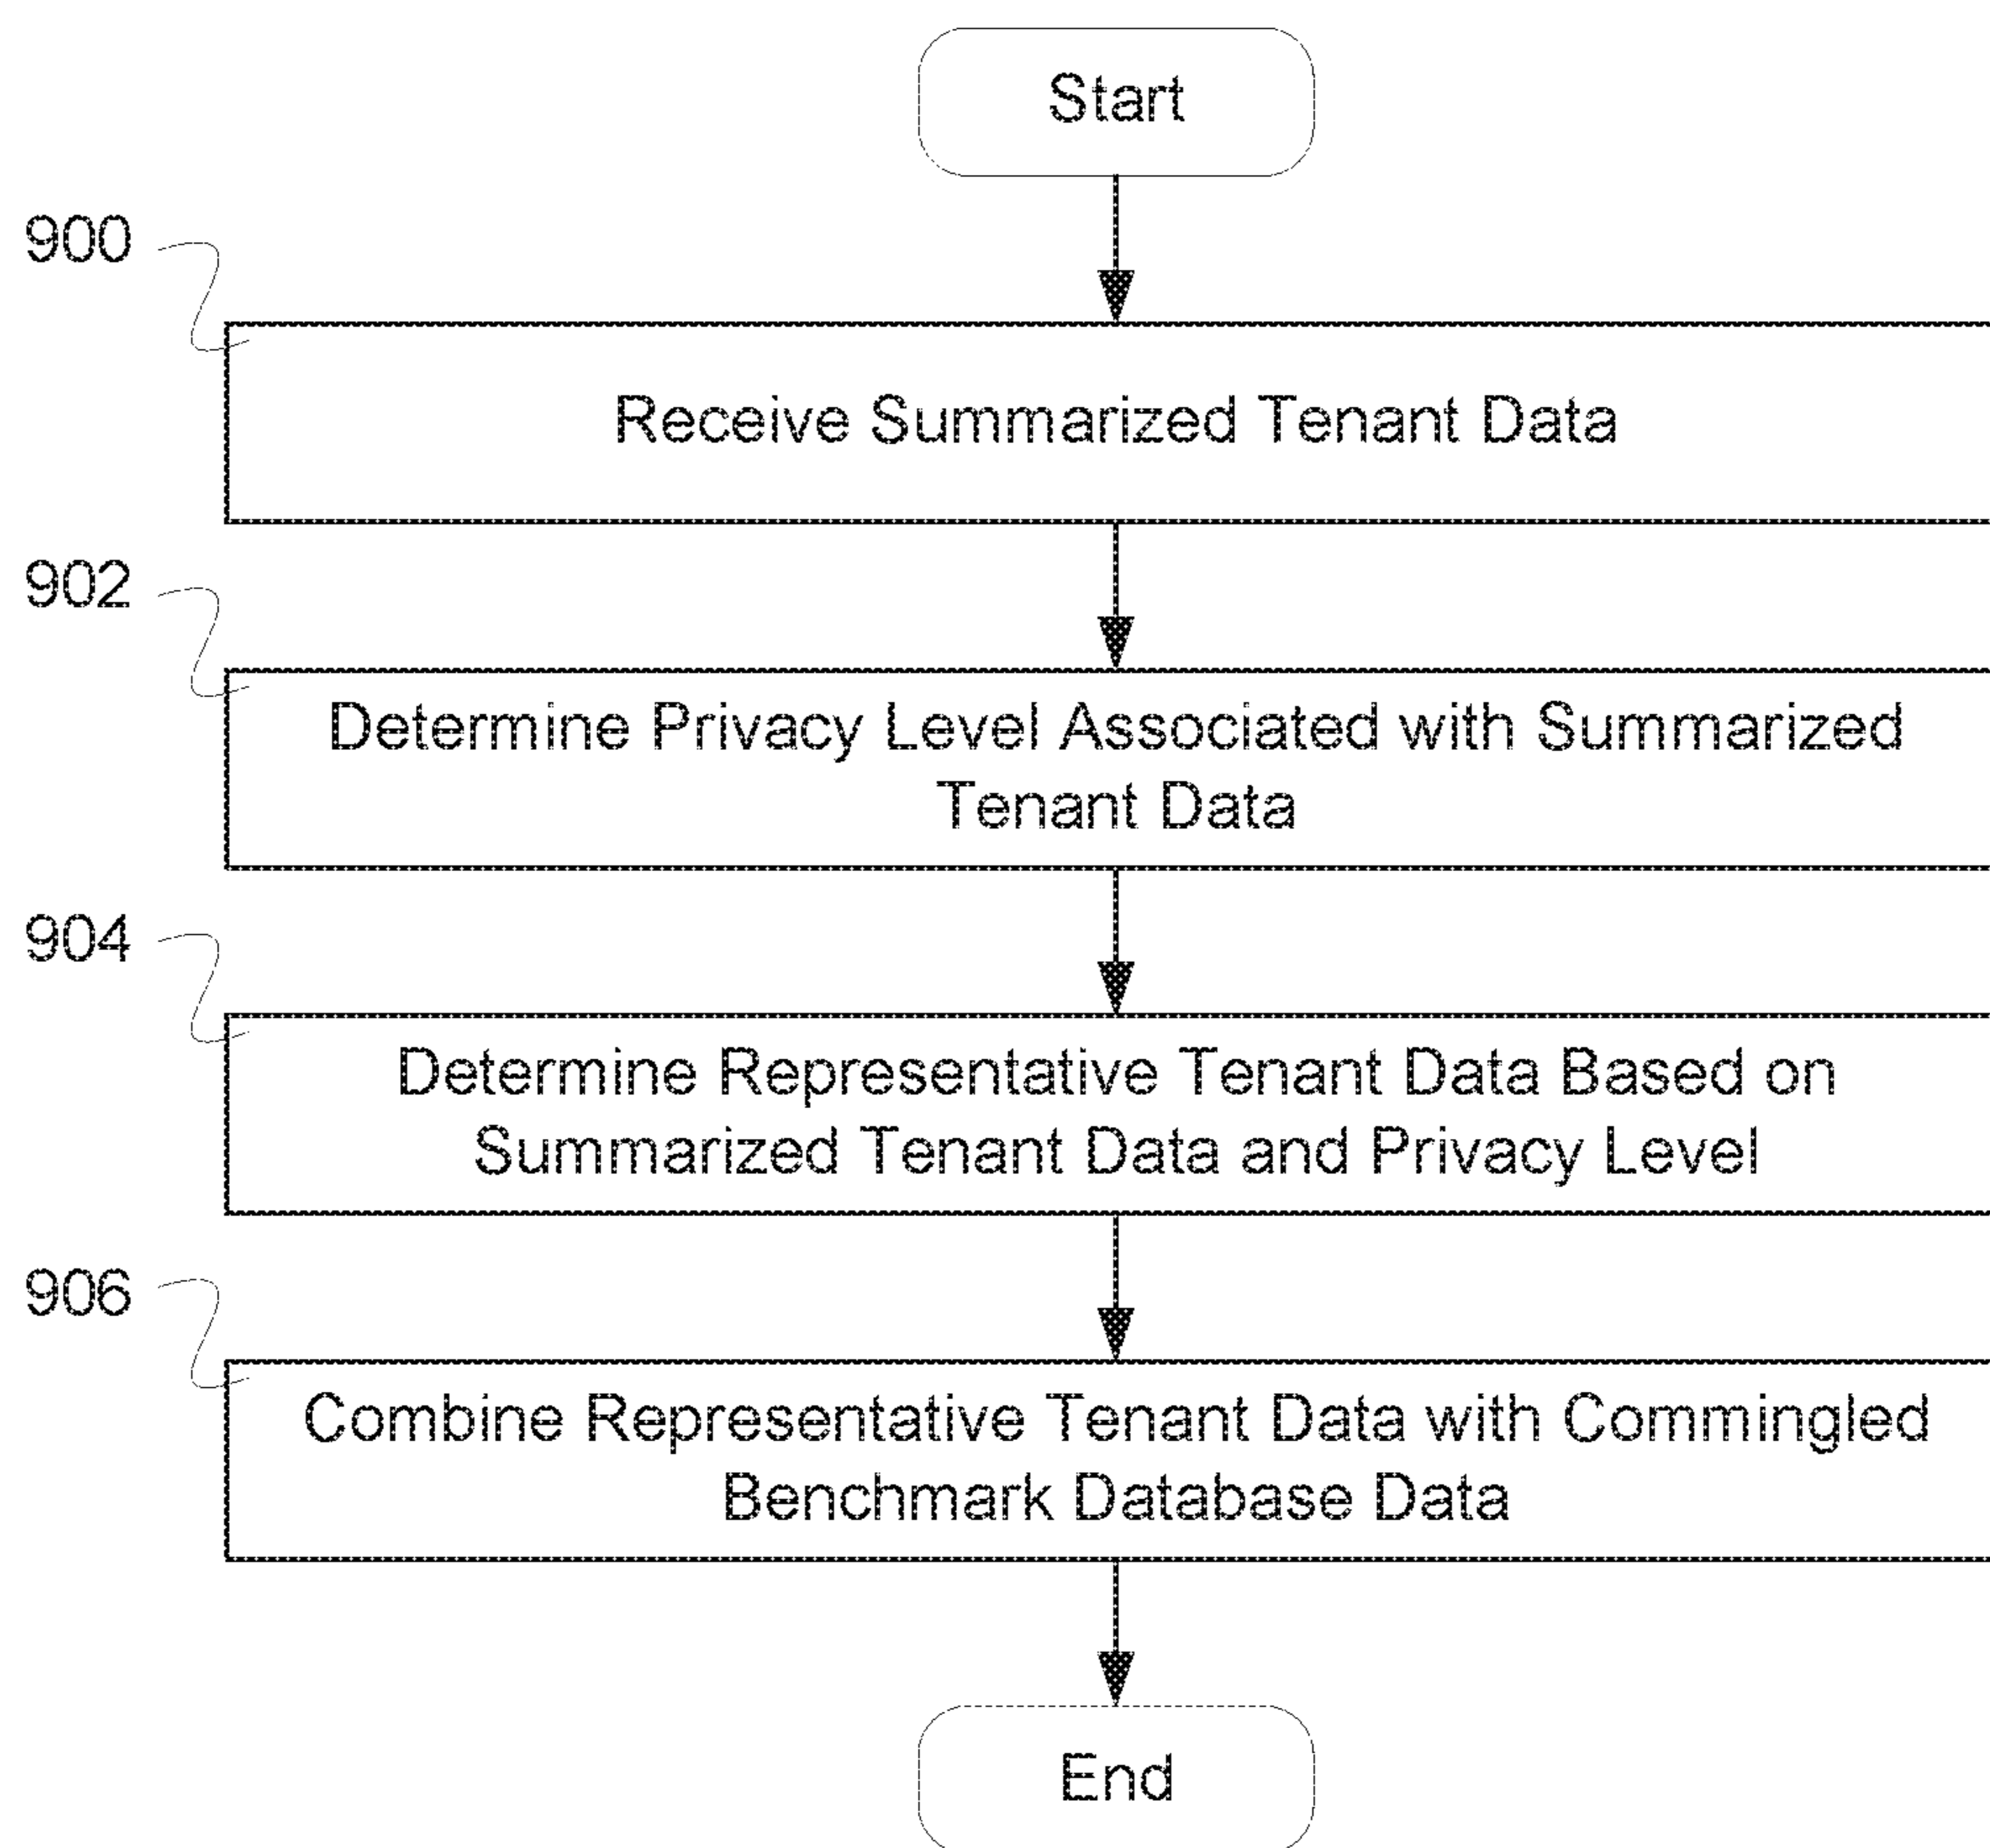 Start
900
Receive Summarized Tenant Data
902
Determine Privacy Level Associated with Summarized
Tenant Data
904
Determine Representative Tenant Data Based on
Summarized Tenant Data and Privacy Level
906
Combine Representative Tenant Data with Commingled
Benchmark Database Data
End